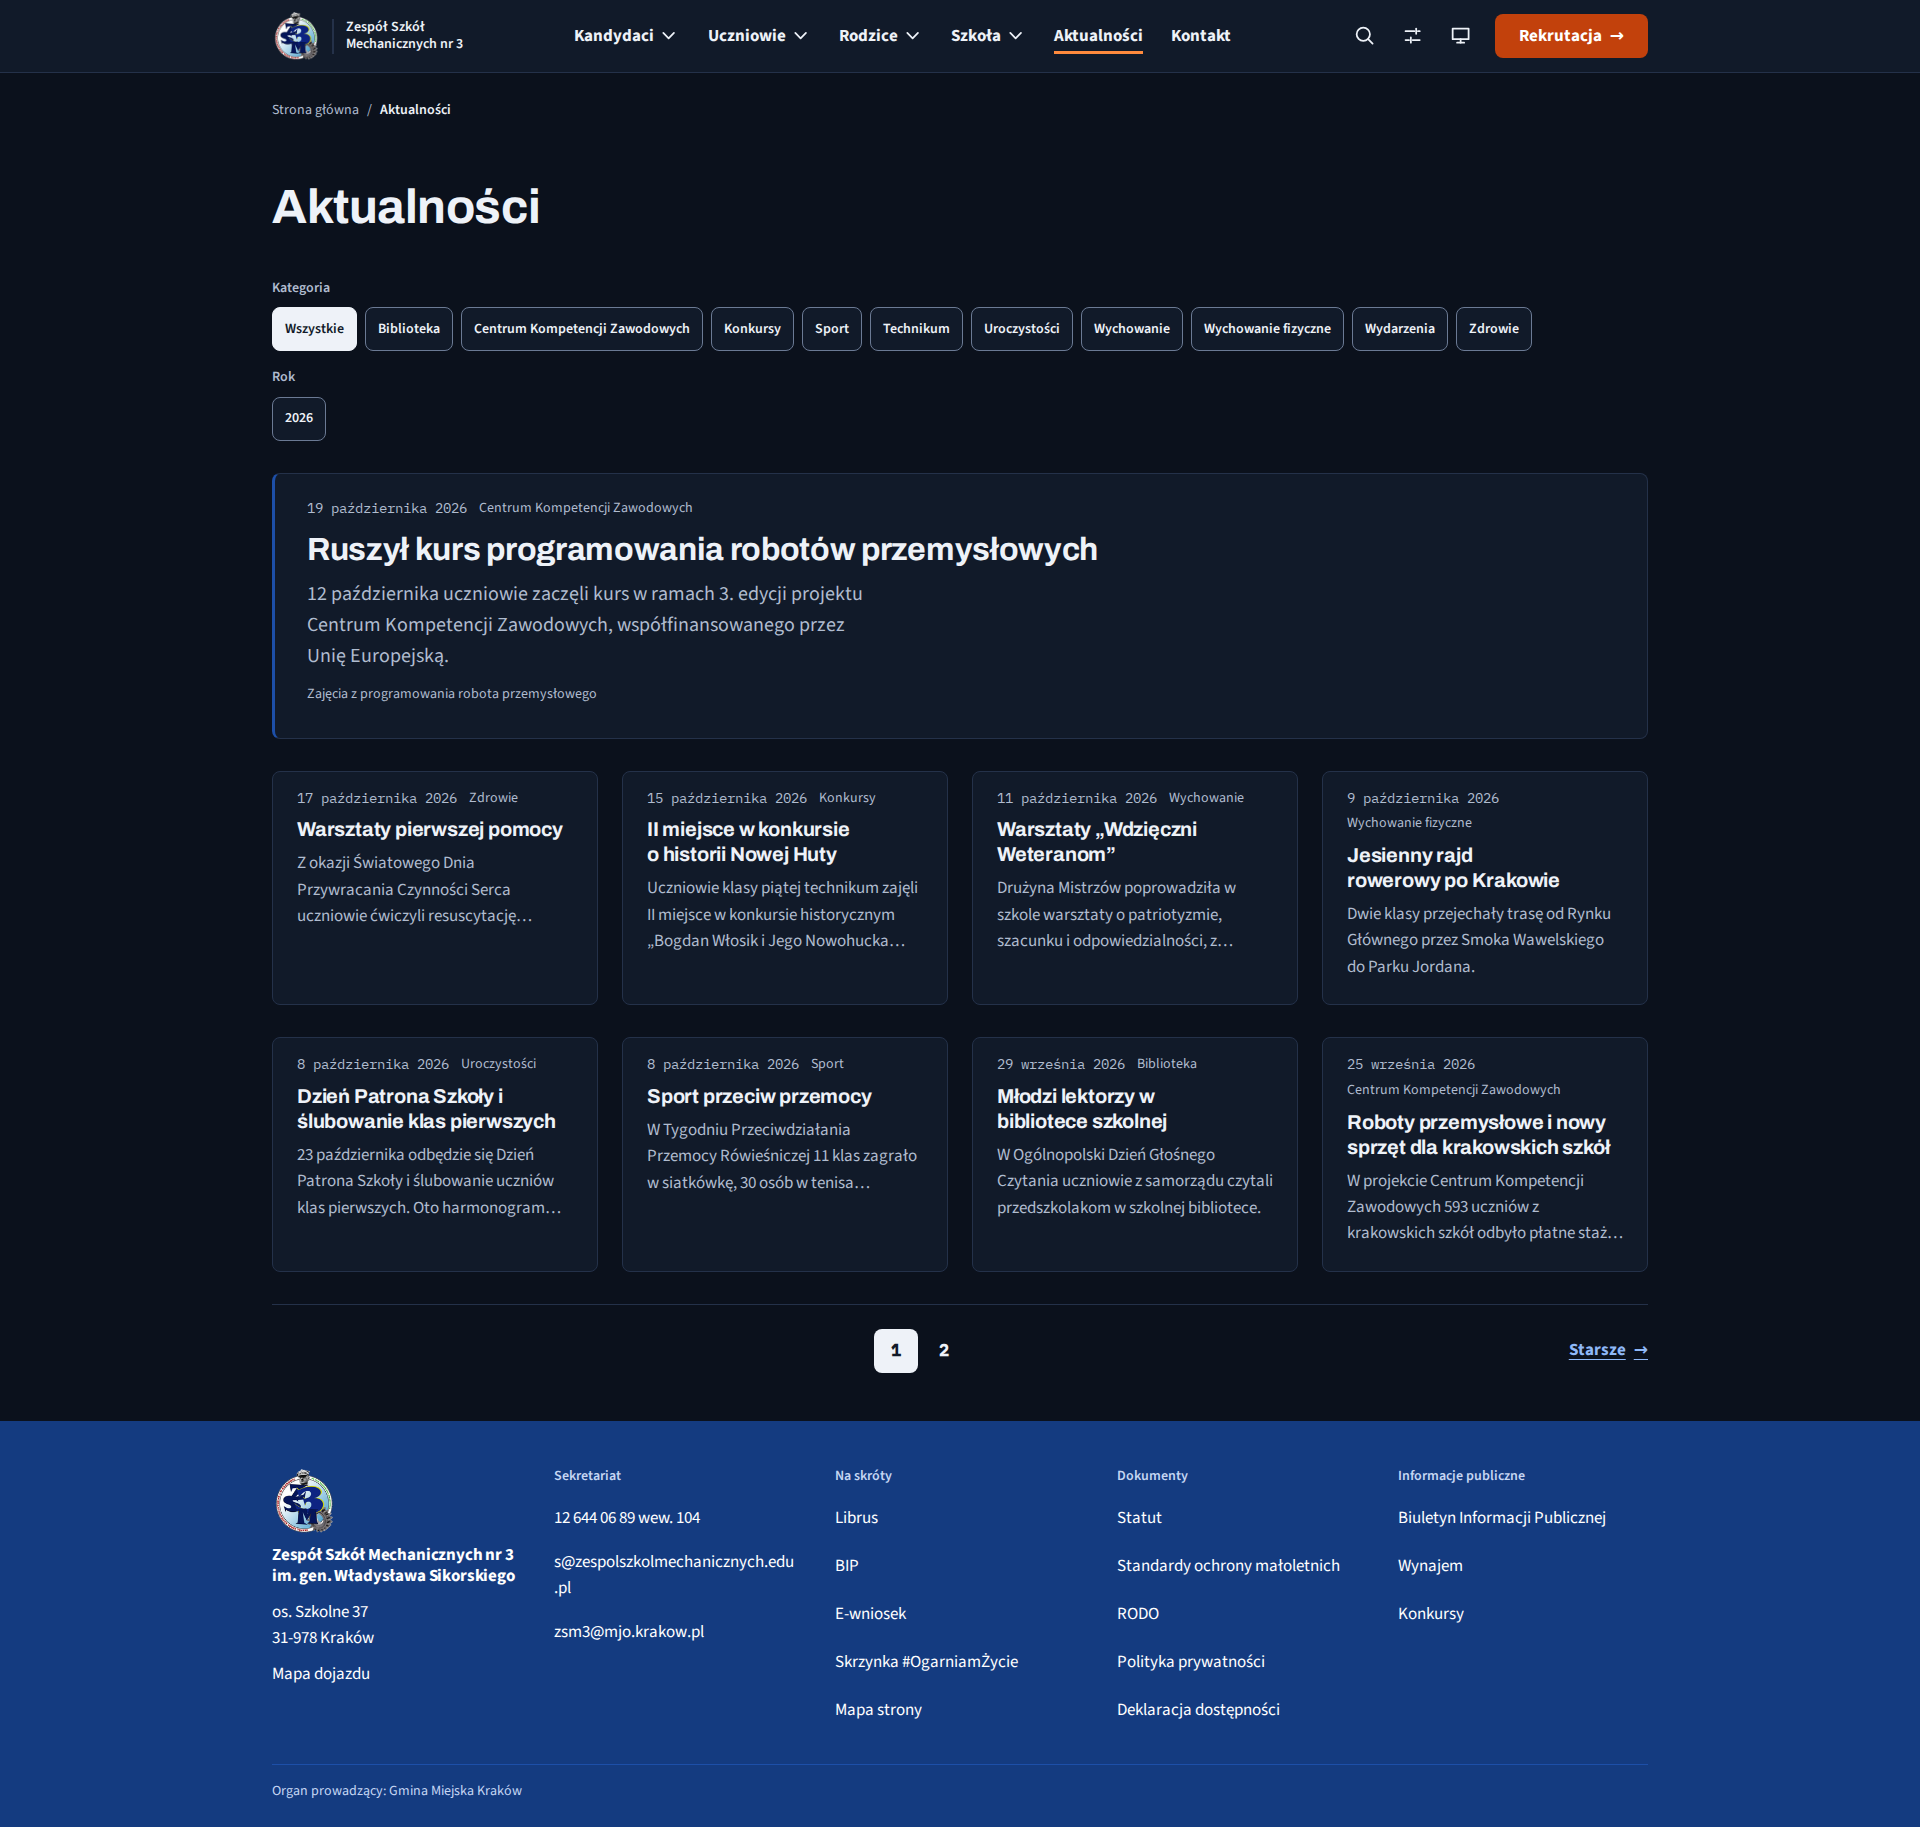 Zespół Szkół
Mechanicznych nr 3
Kandydaci
Uczniowie
Rodzice
Szkoła
Aktualności
Kontakt
Rekrutacja →
Strona główna / Aktualności
Aktualności
Kategoria
Wszystkie
Biblioteka
Centrum Kompetencji Zawodowych
Konkursy
Sport
Technikum
Uroczystości
Wychowanie
Wychowanie fizyczne
Wydarzenia
Zdrowie
Rok
2026
19 października 2026 Centrum Kompetencji Zawodowych
Ruszył kurs programowania robotów przemysłowych
12 października uczniowie zaczęli kurs w ramach 3. edycji projektu
Centrum Kompetencji Zawodowych, współfinansowanego przez
Unię Europejską.
Zajęcia z programowania robota przemysłowego
17 października 2026 Zdrowie
Warsztaty pierwszej pomocy
Z okazji Światowego Dnia
Przywracania Czynności Serca
uczniowie ćwiczyli resuscytację…
15 października 2026 Konkursy
II miejsce w konkursie
o historii Nowej Huty
Uczniowie klasy piątej technikum zajęli
II miejsce w konkursie historycznym
„Bogdan Włosik i Jego Nowohucka…
11 października 2026 Wychowanie
Warsztaty „Wdzięczni
Weteranom”
Drużyna Mistrzów poprowadziła w
szkole warsztaty o patriotyzmie,
szacunku i odpowiedzialności, z…
9 października 2026
Wychowanie fizyczne
Jesienny rajd
rowerowy po Krakowie
Dwie klasy przejechały trasę od Rynku
Głównego przez Smoka Wawelskiego
do Parku Jordana.
8 października 2026 Uroczystości
Dzień Patrona Szkoły i
ślubowanie klas pierwszych
23 października odbędzie się Dzień
Patrona Szkoły i ślubowanie uczniów
klas pierwszych. Oto harmonogram…
8 października 2026 Sport
Sport przeciw przemocy
W Tygodniu Przeciwdziałania
Przemocy Rówieśniczej 11 klas zagrało
w siatkówkę, 30 osób w tenisa…
29 września 2026 Biblioteka
Młodzi lektorzy w
bibliotece szkolnej
W Ogólnopolski Dzień Głośnego
Czytania uczniowie z samorządu czytali
przedszkolakom w szkolnej bibliotece.
25 września 2026
Centrum Kompetencji Zawodowych
Roboty przemysłowe i nowy
sprzęt dla krakowskich szkół
W projekcie Centrum Kompetencji
Zawodowych 593 uczniów z
krakowskich szkół odbyło płatne staż…
1 2
Starsze →
Zespół Szkół Mechanicznych nr 3
im. gen. Władysława Sikorskiego
os. Szkolne 37
31-978 Kraków
Mapa dojazdu
Sekretariat
12 644 06 89 wew. 104
s@zespolszkolmechanicznych.edu
.pl
zsm3@mjo.krakow.pl
Na skróty
Librus
BIP
E-wniosek
Skrzynka #OgarniamŻycie
Mapa strony
Dokumenty
Statut
Standardy ochrony małoletnich
RODO
Polityka prywatności
Deklaracja dostępności
Informacje publiczne
Biuletyn Informacji Publicznej
Wynajem
Konkursy
Organ prowadzący: Gmina Miejska Kraków